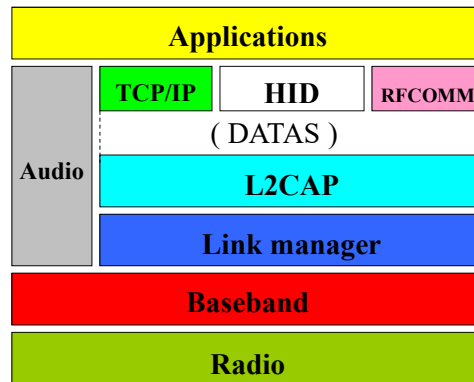 Applications
TCP/IP HID RFCOMM
( DATAS )
Audio
L2CAP
Link manager
Baseband
Radio